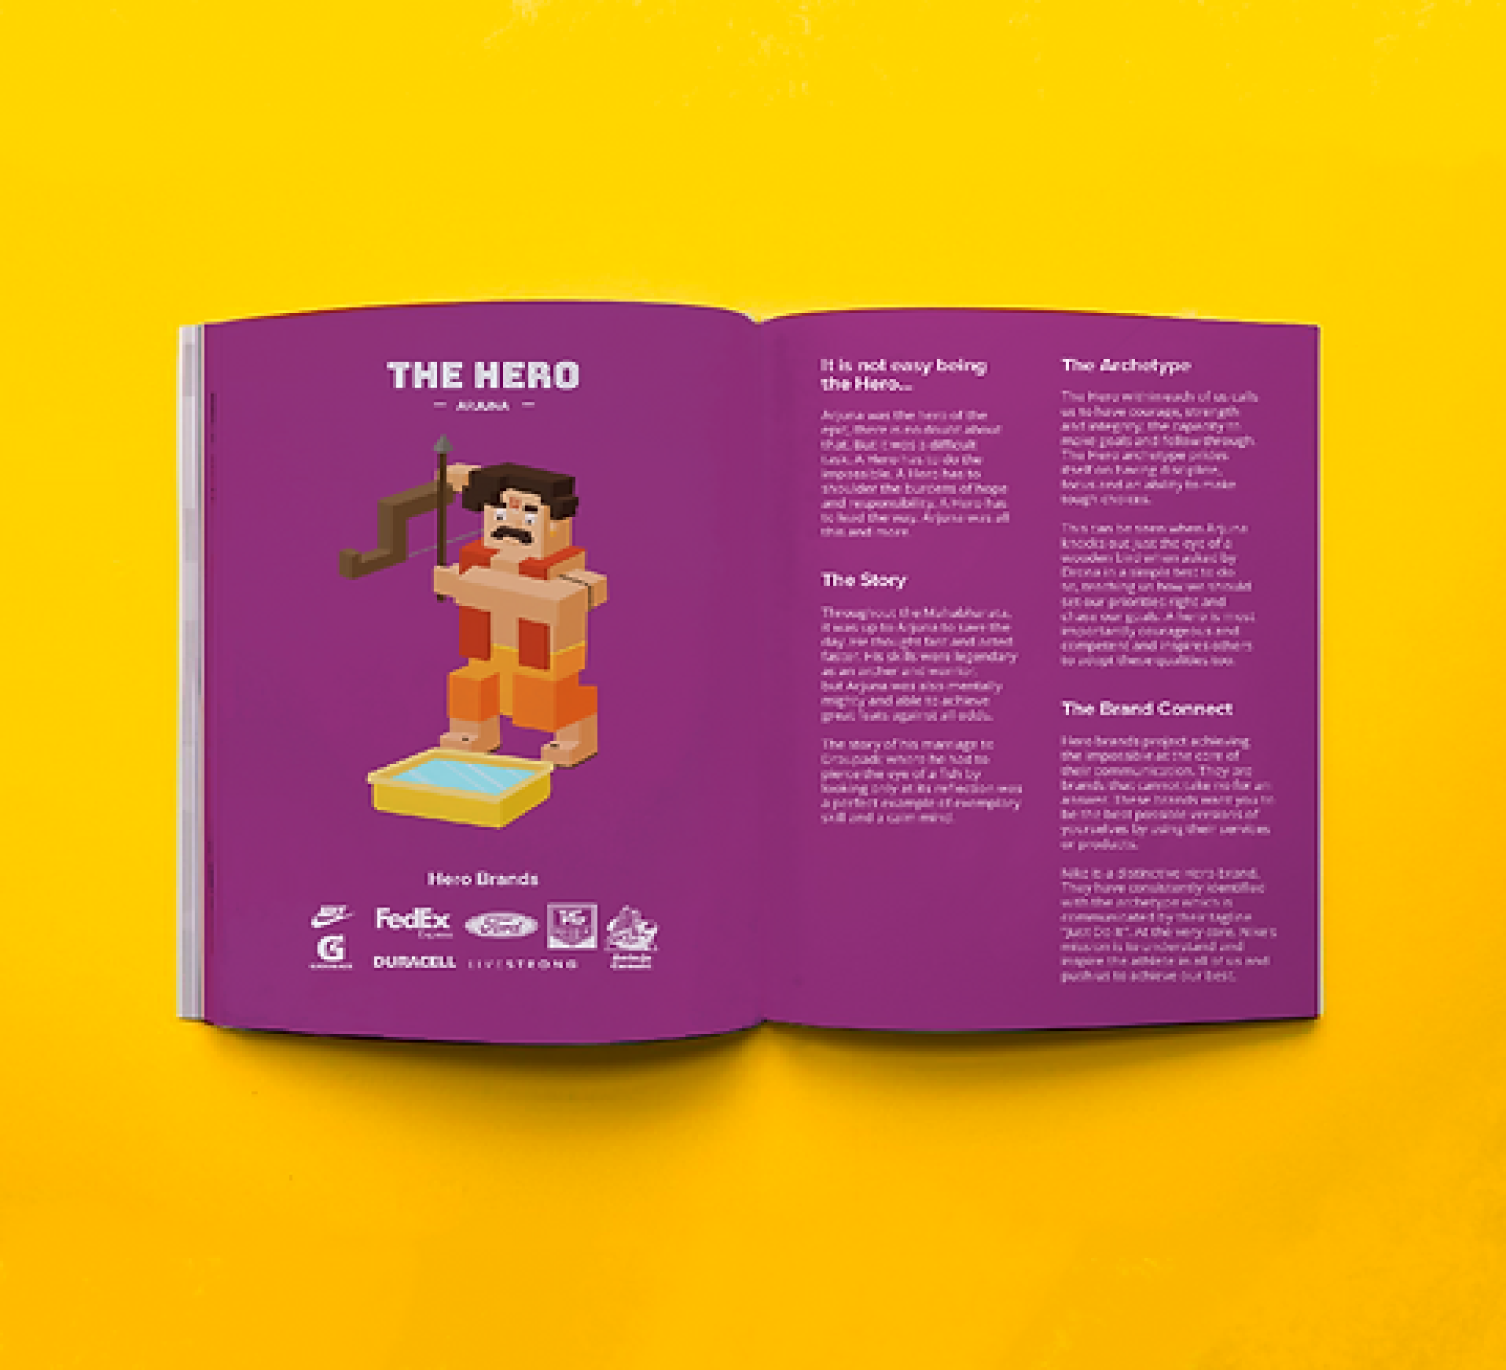 THE HERO
— ARJUNA —
Hero Brands
NIKE
FedEx
Ford
G
DURACELL
LIVESTRONG
It is not easy being
the Hero...
Arjuna was the hero of the
epic, there is no doubt about
that. But it was a difficult
task. A Hero has to do the
impossible. A Hero has to
shoulder the burdens of hope
and responsibility. A Hero has
to lead the way. Arjuna was all
this and more.
The Story
Throughout the Mahabharata,
it was up to Arjuna to save the
day. He thought fast and acted
faster. His skills were legendary
as an archer and warrior,
but Arjuna was also mentally
mighty and able to achieve
great feats against all odds.
The story of his marriage to
Draupadi where he had to
pierce the eye of a fish by
looking only at its reflection was
a perfect example of exemplary
skill and a calm mind.
The Archetype
The Hero within each of us calls
us to have courage, strength
and integrity; the capacity to
make goals and follow through.
The Hero archetype prides
itself on having discipline,
focus and an ability to make
tough choices.
This can be seen when Arjuna
knocks out just the eye of a
wooden bird when asked by
Drona in a simple test to do
so, teaching us how we should
set our priorities right and
chase our goals. A hero is most
importantly courageous and
competent and inspires others
to adopt these qualities too.
The Brand Connect
Hero brands project achieving
the impossible at the core of
their communication. They are
brands that cannot take no for an
answer. These brands want you to
be the best possible versions of
yourselves by using their services
or products.
Nike is a distinctive Hero brand.
They have consistently identified
with the archetype which is
communicated by their tagline
"Just Do It". At the very core, Nike's
mission is to understand and
inspire the athlete in all of us and
push us to achieve our best.